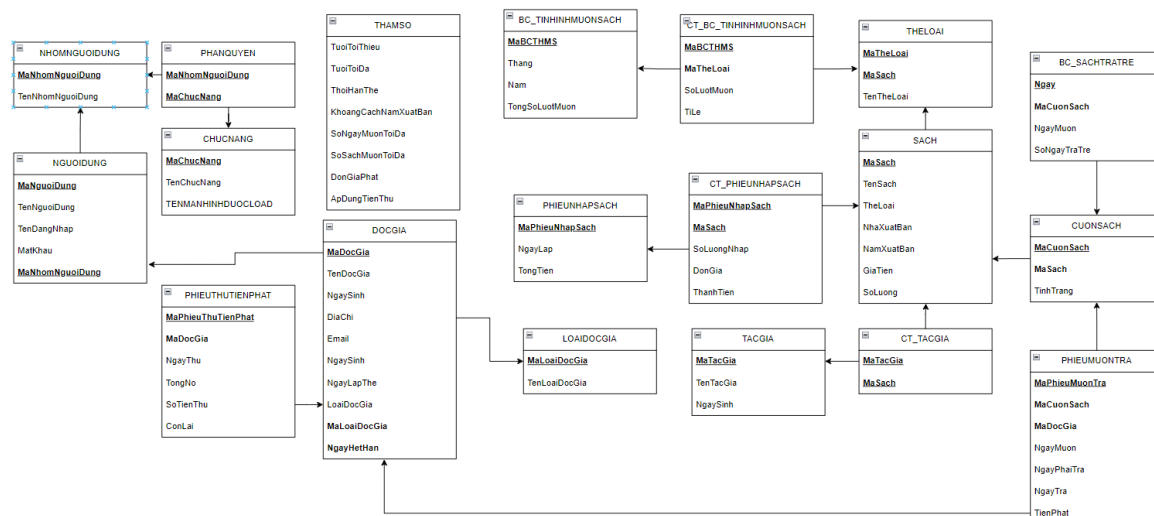 NHOMNGUOIDUNG
MaNhomNguoiDung
TenNhomNguoiDung
PHANQUYEN
MaNhomNguoiDung
MaChucNang
CHUCNANG
MaChucNang
TenChucNang
TENMANHINHDUOCLOAD
NGUOIDUNG
MaNguoiDung
TenNguoiDung
TenDangNhap
MatKhau
MaNhomNguoiDung
THAMSO
TuoiToiThieu
TuoiToiDa
ThoiHanThe
KhoangCachNamXuatBan
SoNgayMuonToiDa
SoSachMuonToiDa
DonGiaPhat
ApDungTienThu
DOCGIA
MaDocGia
TenDocGia
NgaySinh
DiaChi
Email
NgaySinh
NgayLapThe
LoaiDocGia
MaLoaiDocGia
NgayHetHan
PHIEUTHUTIENPHAT
MaPhieuThuTienPhat
MaDocGia
NgayThu
TongNo
SoTienThu
ConLai
BC_TINHINHMUONSACH
MaBCTHMS
Thang
Nam
TongSoLuotMuon
CT_BC_TINHINHMUONSACH
MaBCTHMS
MaTheLoai
SoLuotMuon
TiLe
THELOAI
MaTheLoai
MaSach
TenTheLoai
BC_SACHTRATRE
Ngay
MaCuonSach
NgayMuon
SoNgayTraTre
SACH
MaSach
TenSach
TheLoai
NhaXuatBan
NamXuatBan
GiaTien
SoLuong
CT_PHIEUNHAPSACH
MaPhieuNhapSach
MaSach
SoLuongNhap
DonGia
ThanhTien
PHIEUNHAPSACH
MaPhieuNhapSach
NgayLap
TongTien
CUONSACH
MaCuonSach
MaSach
TinhTrang
LOAIDOCGIA
MaLoaiDocGia
TenLoaiDocGia
TACGIA
MaTacGia
TenTacGia
NgaySinh
CT_TACGIA
MaTacGia
MaSach
PHIEUMUONTRA
MaPhieuMuonTra
MaCuonSach
MaDocGia
NgayMuon
NgayPhaiTra
NgayTra
TienPhat